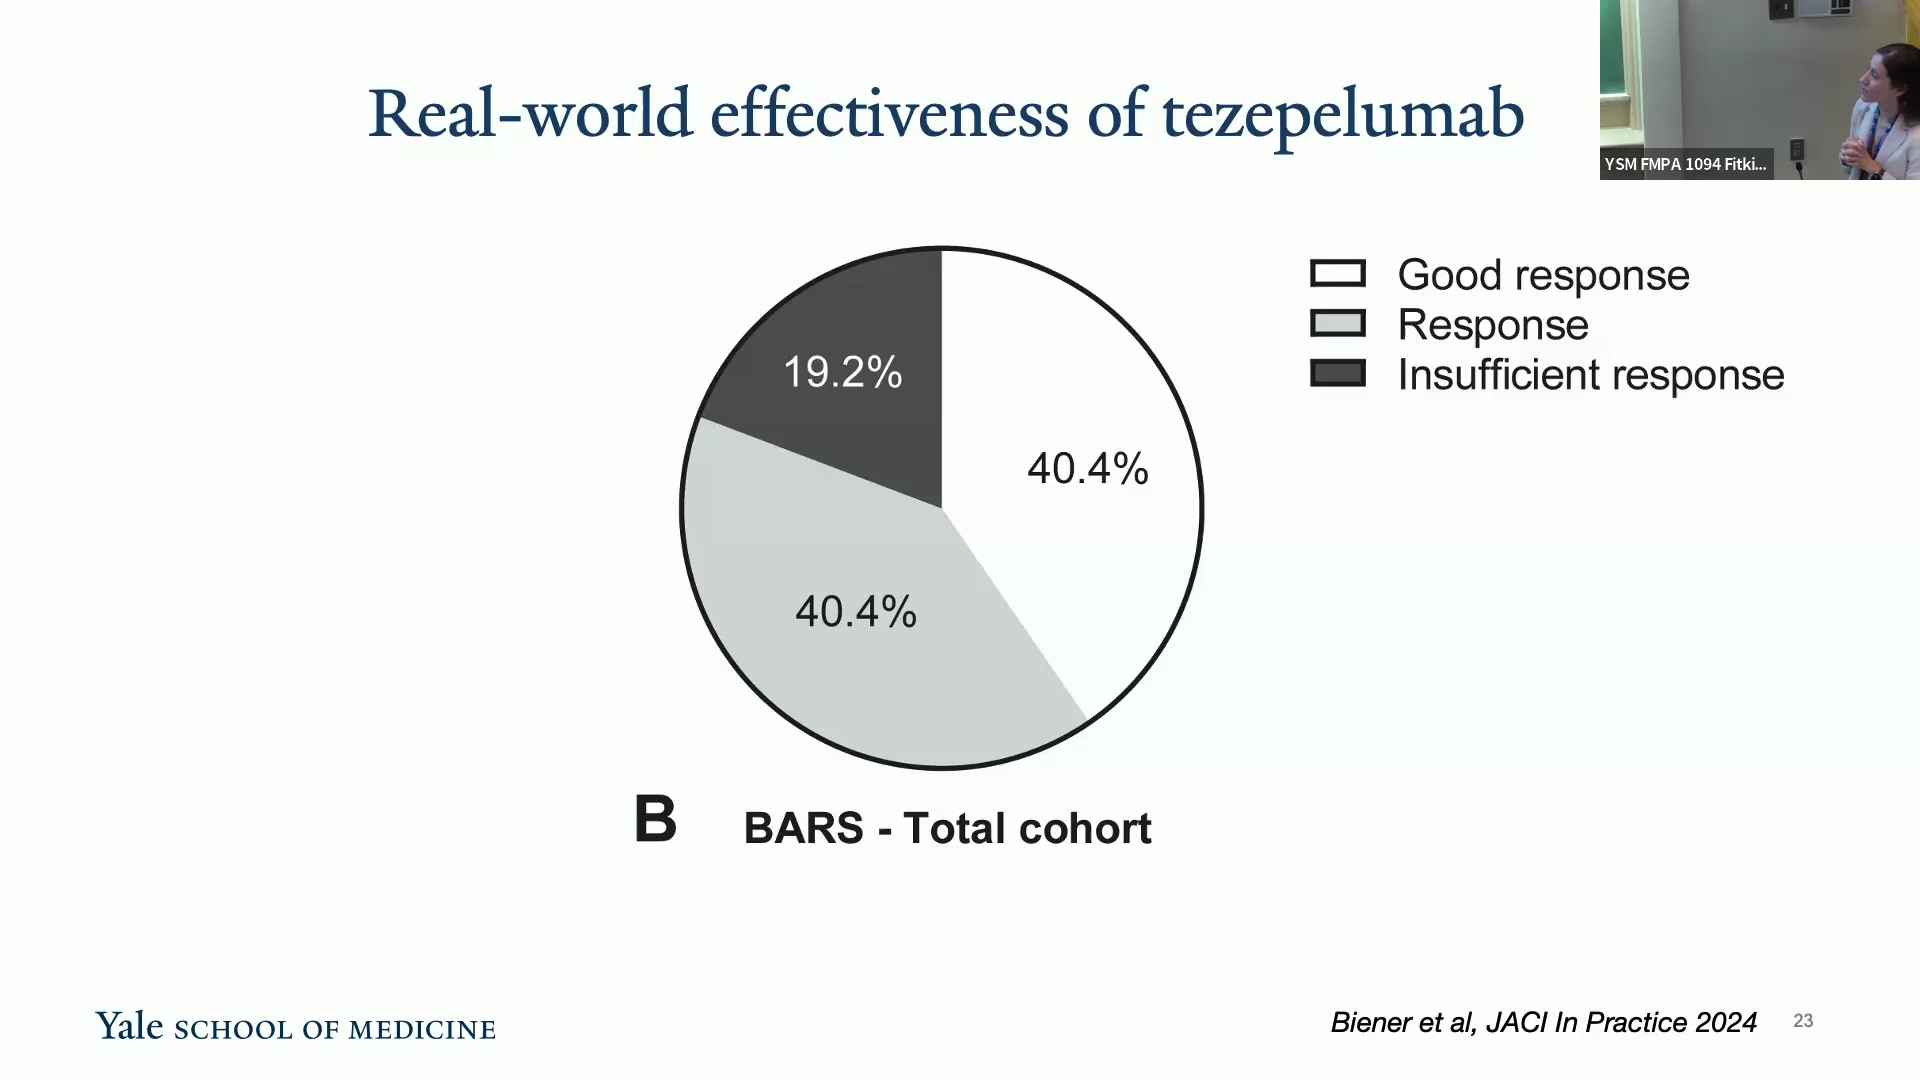 Real-world effectiveness of tezepelumab
YSM FMPA 1094 Fitki...
Good response
Response
Insufficient response
19.2%
40.4%
40.4%
B BARS - Total cohort
Yale SCHOOL OF MEDICINE
Biener et al, JACI In Practice 2024 23